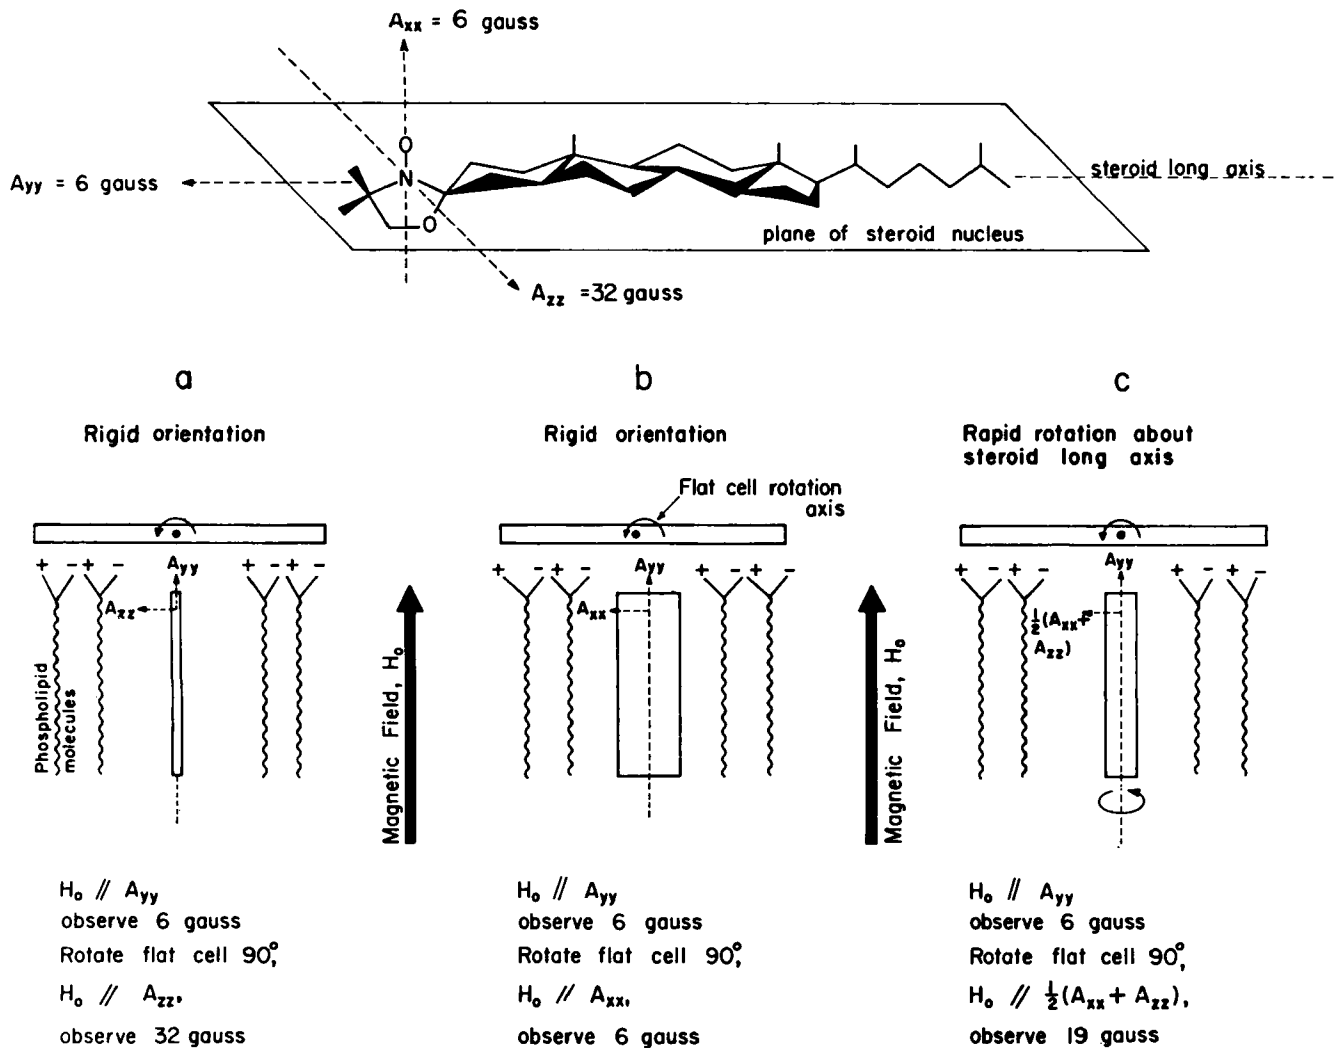 Axx = 6 gauss
O
N
Ayy = 6 gauss
O
steroid long axis
plane of steroid nucleus
Azz = 32 gauss
a
b
c
Rigid orientation
Rigid orientation
Rapid rotation about
steroid long axis
Flat cell rotation
axis
+ - + -
Ayy
+ -
+ -
Azz
Phospholipid
molecules
Magnetic Field, Ho
+ - + -
Ayy
+ -
+ -
Axx
Magnetic Field, Ho
+ - + -
Ayy
+ -
+ -
½(Axx+
Azz)
Ho // Ayy
observe 6 gauss
Rotate flat cell 90°,
Ho // Azz,
observe 32 gauss
Ho // Ayy
observe 6 gauss
Rotate flat cell 90°,
Ho // Axx,
observe 6 gauss
Ho // Ayy
observe 6 gauss
Rotate flat cell 90°,
Ho // ½(Axx + Azz),
observe 19 gauss